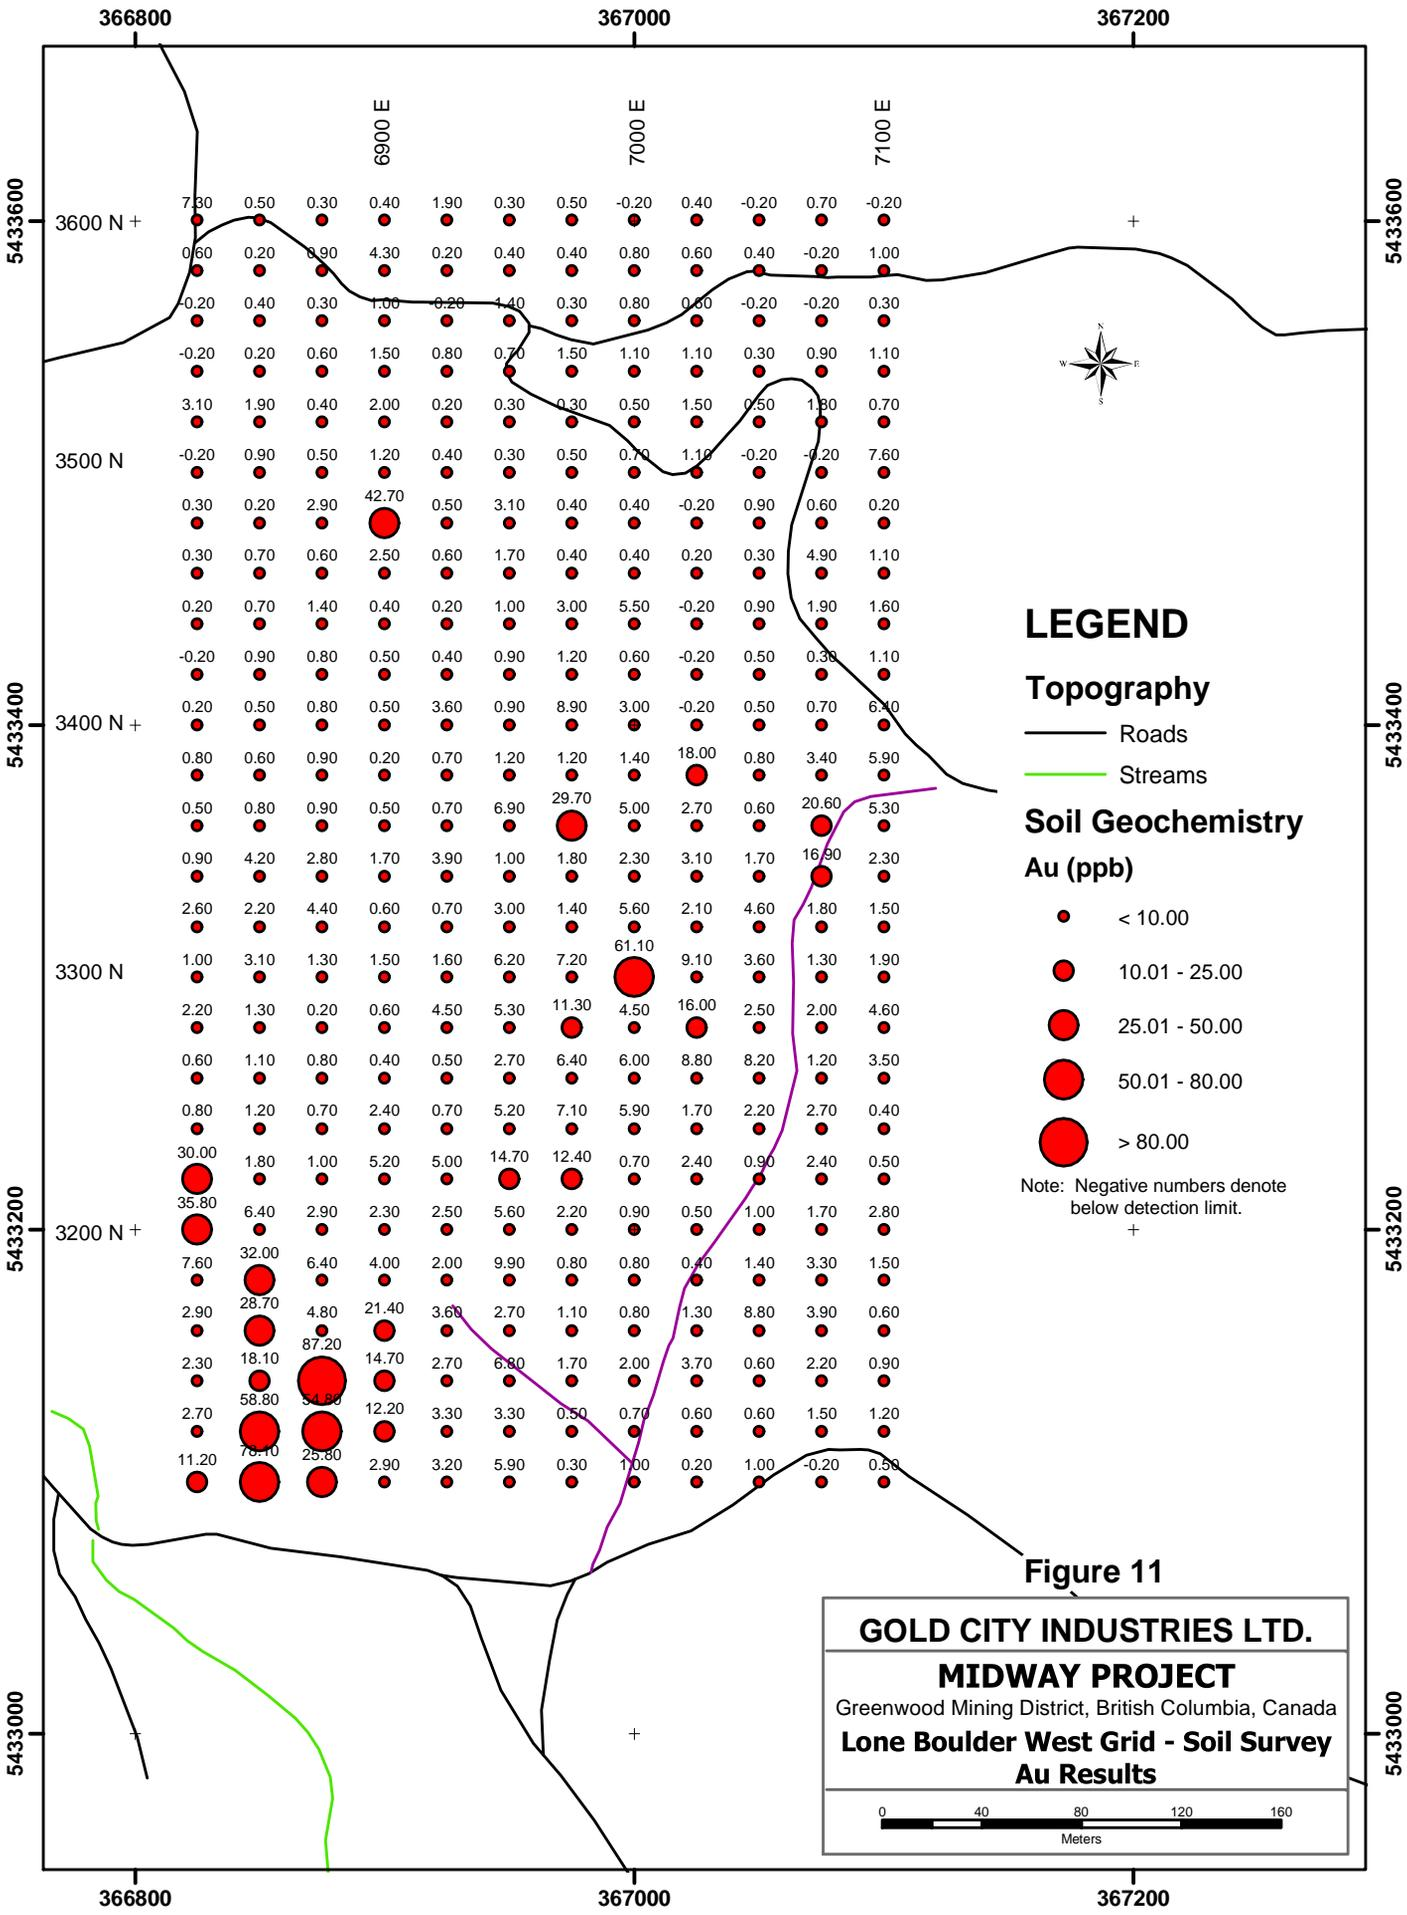 366800 367000 367200
6900 E 7000 E 7100 E
5433600 3600 N 5433600
7.30 0.50 0.30 0.40 1.90 0.30 0.50 -0.20 0.40 -0.20 0.70 -0.20
0.60 0.20 0.90 4.30 0.20 0.40 0.40 0.80 0.60 0.40 -0.20 1.00
-0.20 0.40 0.30 1.00 -0.20 1.40 0.30 0.80 0.60 -0.20 -0.20 0.30
N
W E
S
-0.20 0.20 0.60 1.50 0.80 0.70 1.50 1.10 1.10 0.30 0.90 1.10
3.10 1.90 0.40 2.00 0.20 0.30 0.30 0.50 1.50 0.50 1.80 0.70
3500 N
-0.20 0.90 0.50 1.20 0.40 0.30 0.50 0.70 1.10 -0.20 -0.20 7.60
0.30 0.20 2.90 42.70 0.50 3.10 0.40 0.40 -0.20 0.90 0.60 0.20
0.30 0.70 0.60 2.50 0.60 1.70 0.40 0.40 0.20 0.30 4.90 1.10
0.20 0.70 1.40 0.40 0.20 1.00 3.00 5.50 -0.20 0.90 1.90 1.60
-0.20 0.90 0.80 0.50 0.40 0.90 1.20 0.60 -0.20 0.50 0.30 1.10
5433400 3400 N 5433400
0.20 0.50 0.80 0.50 3.60 0.90 8.90 3.00 -0.20 0.50 0.70 6.40
0.80 0.60 0.90 0.20 0.70 1.20 1.20 1.40 18.00 0.80 3.40 5.90
0.50 0.80 0.90 0.50 0.70 6.90 29.70 5.00 2.70 0.60 20.60 5.30
0.90 4.20 2.80 1.70 3.90 1.00 1.80 2.30 3.10 1.70 16.90 2.30
2.60 2.20 4.40 0.60 0.70 3.00 1.40 5.60 2.10 4.60 1.80 1.50
3300 N
1.00 3.10 1.30 1.50 1.60 6.20 7.20 61.10 9.10 3.60 1.30 1.90
2.20 1.30 0.20 0.60 4.50 5.30 11.30 4.50 16.00 2.50 2.00 4.60
0.60 1.10 0.80 0.40 0.50 2.70 6.40 6.00 8.80 8.20 1.20 3.50
0.80 1.20 0.70 2.40 0.70 5.20 7.10 5.90 1.70 2.20 2.70 0.40
30.00 1.80 1.00 5.20 5.00 14.70 12.40 0.70 2.40 0.90 2.40 0.50
5433200 3200 N 5433200
35.80 6.40 2.90 2.30 2.50 5.60 2.20 0.90 0.50 1.00 1.70 2.80
7.60 32.00 6.40 4.00 2.00 9.90 0.80 0.80 0.40 1.40 3.30 1.50
2.90 28.70 4.80 21.40 3.60 2.70 1.10 0.80 1.30 8.80 3.90 0.60
2.30 18.10 87.20 14.70 2.70 6.80 1.70 2.00 3.70 0.60 2.20 0.90
2.70 58.80 54.80 12.20 3.30 3.30 0.50 0.70 0.60 0.60 1.50 1.20
11.20 78.10 25.80 2.90 3.20 5.90 0.30 1.00 0.20 1.00 -0.20 0.50
LEGEND
Topography
Roads
Streams
Soil Geochemistry
Au (ppb)
< 10.00
10.01 - 25.00
25.01 - 50.00
50.01 - 80.00
> 80.00
Note: Negative numbers denote
below detection limit.
Figure 11
GOLD CITY INDUSTRIES LTD.
MIDWAY PROJECT
Greenwood Mining District, British Columbia, Canada
Lone Boulder West Grid - Soil Survey
Au Results
0 40 80 120 160
Meters
5433000 5433000
366800 367000 367200